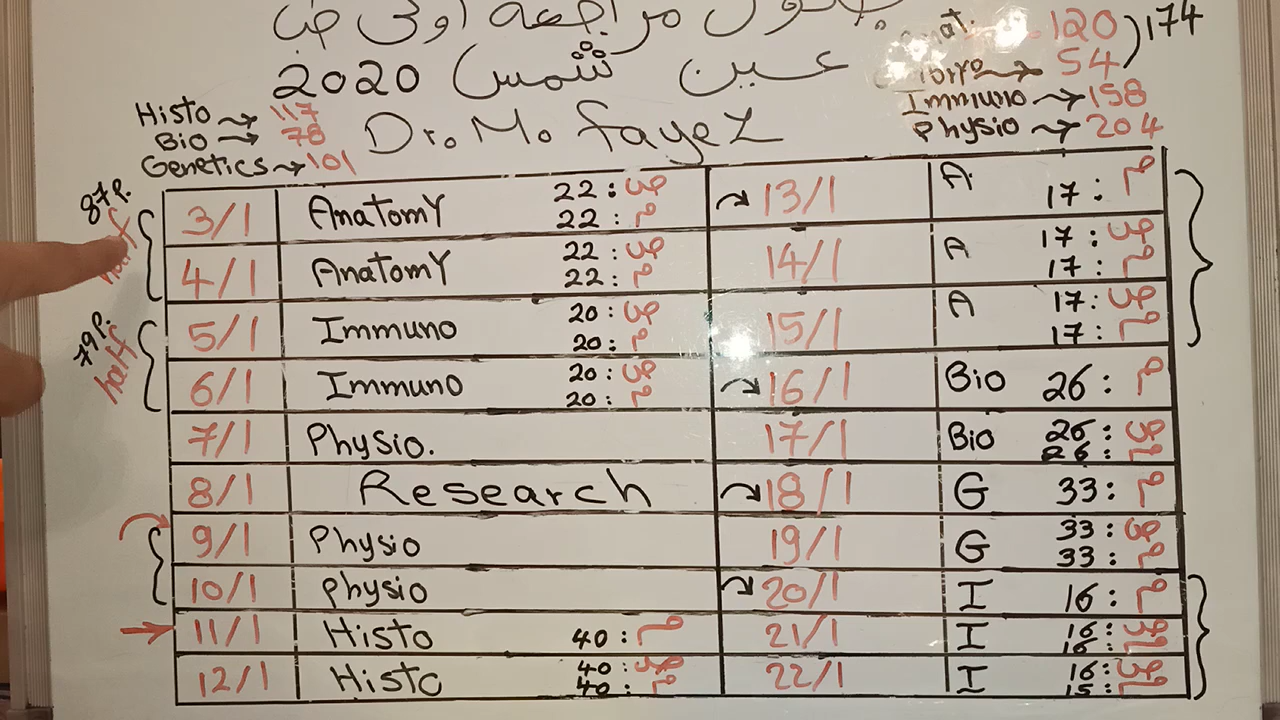 جدول مراجعة أولى طب
عين شمس 2020
Dr. Mo. Fayez
Histo → 117
Bio → 78
Genetics → 101
Anat. 120
54
174
Immuno → 158
Physio → 204
87 P.
half
79 P.
half
3/1 Anatomy 22: ص
22: م
4/1 Anatomy 22: ص
22: م
5/1 Immuno 20: ص
20: م
6/1 Immuno 20: ص
20: م
7/1 Physio.
8/1 Research
9/1 Physio
10/1 Physio
11/1 Histo 40: م
12/1 Histo 40: ص
40: م
13/1 A 17: م
14/1 A 17: ص
17: م
15/1 A 17: ص
17: م
16/1 Bio 26: م
17/1 Bio 26: ص
26: م
18/1 G 33: م
19/1 G 33: ص
33: م
20/1 I 16: م
21/1 I 16: ص
16: م
22/1 I 16: ص
15: م